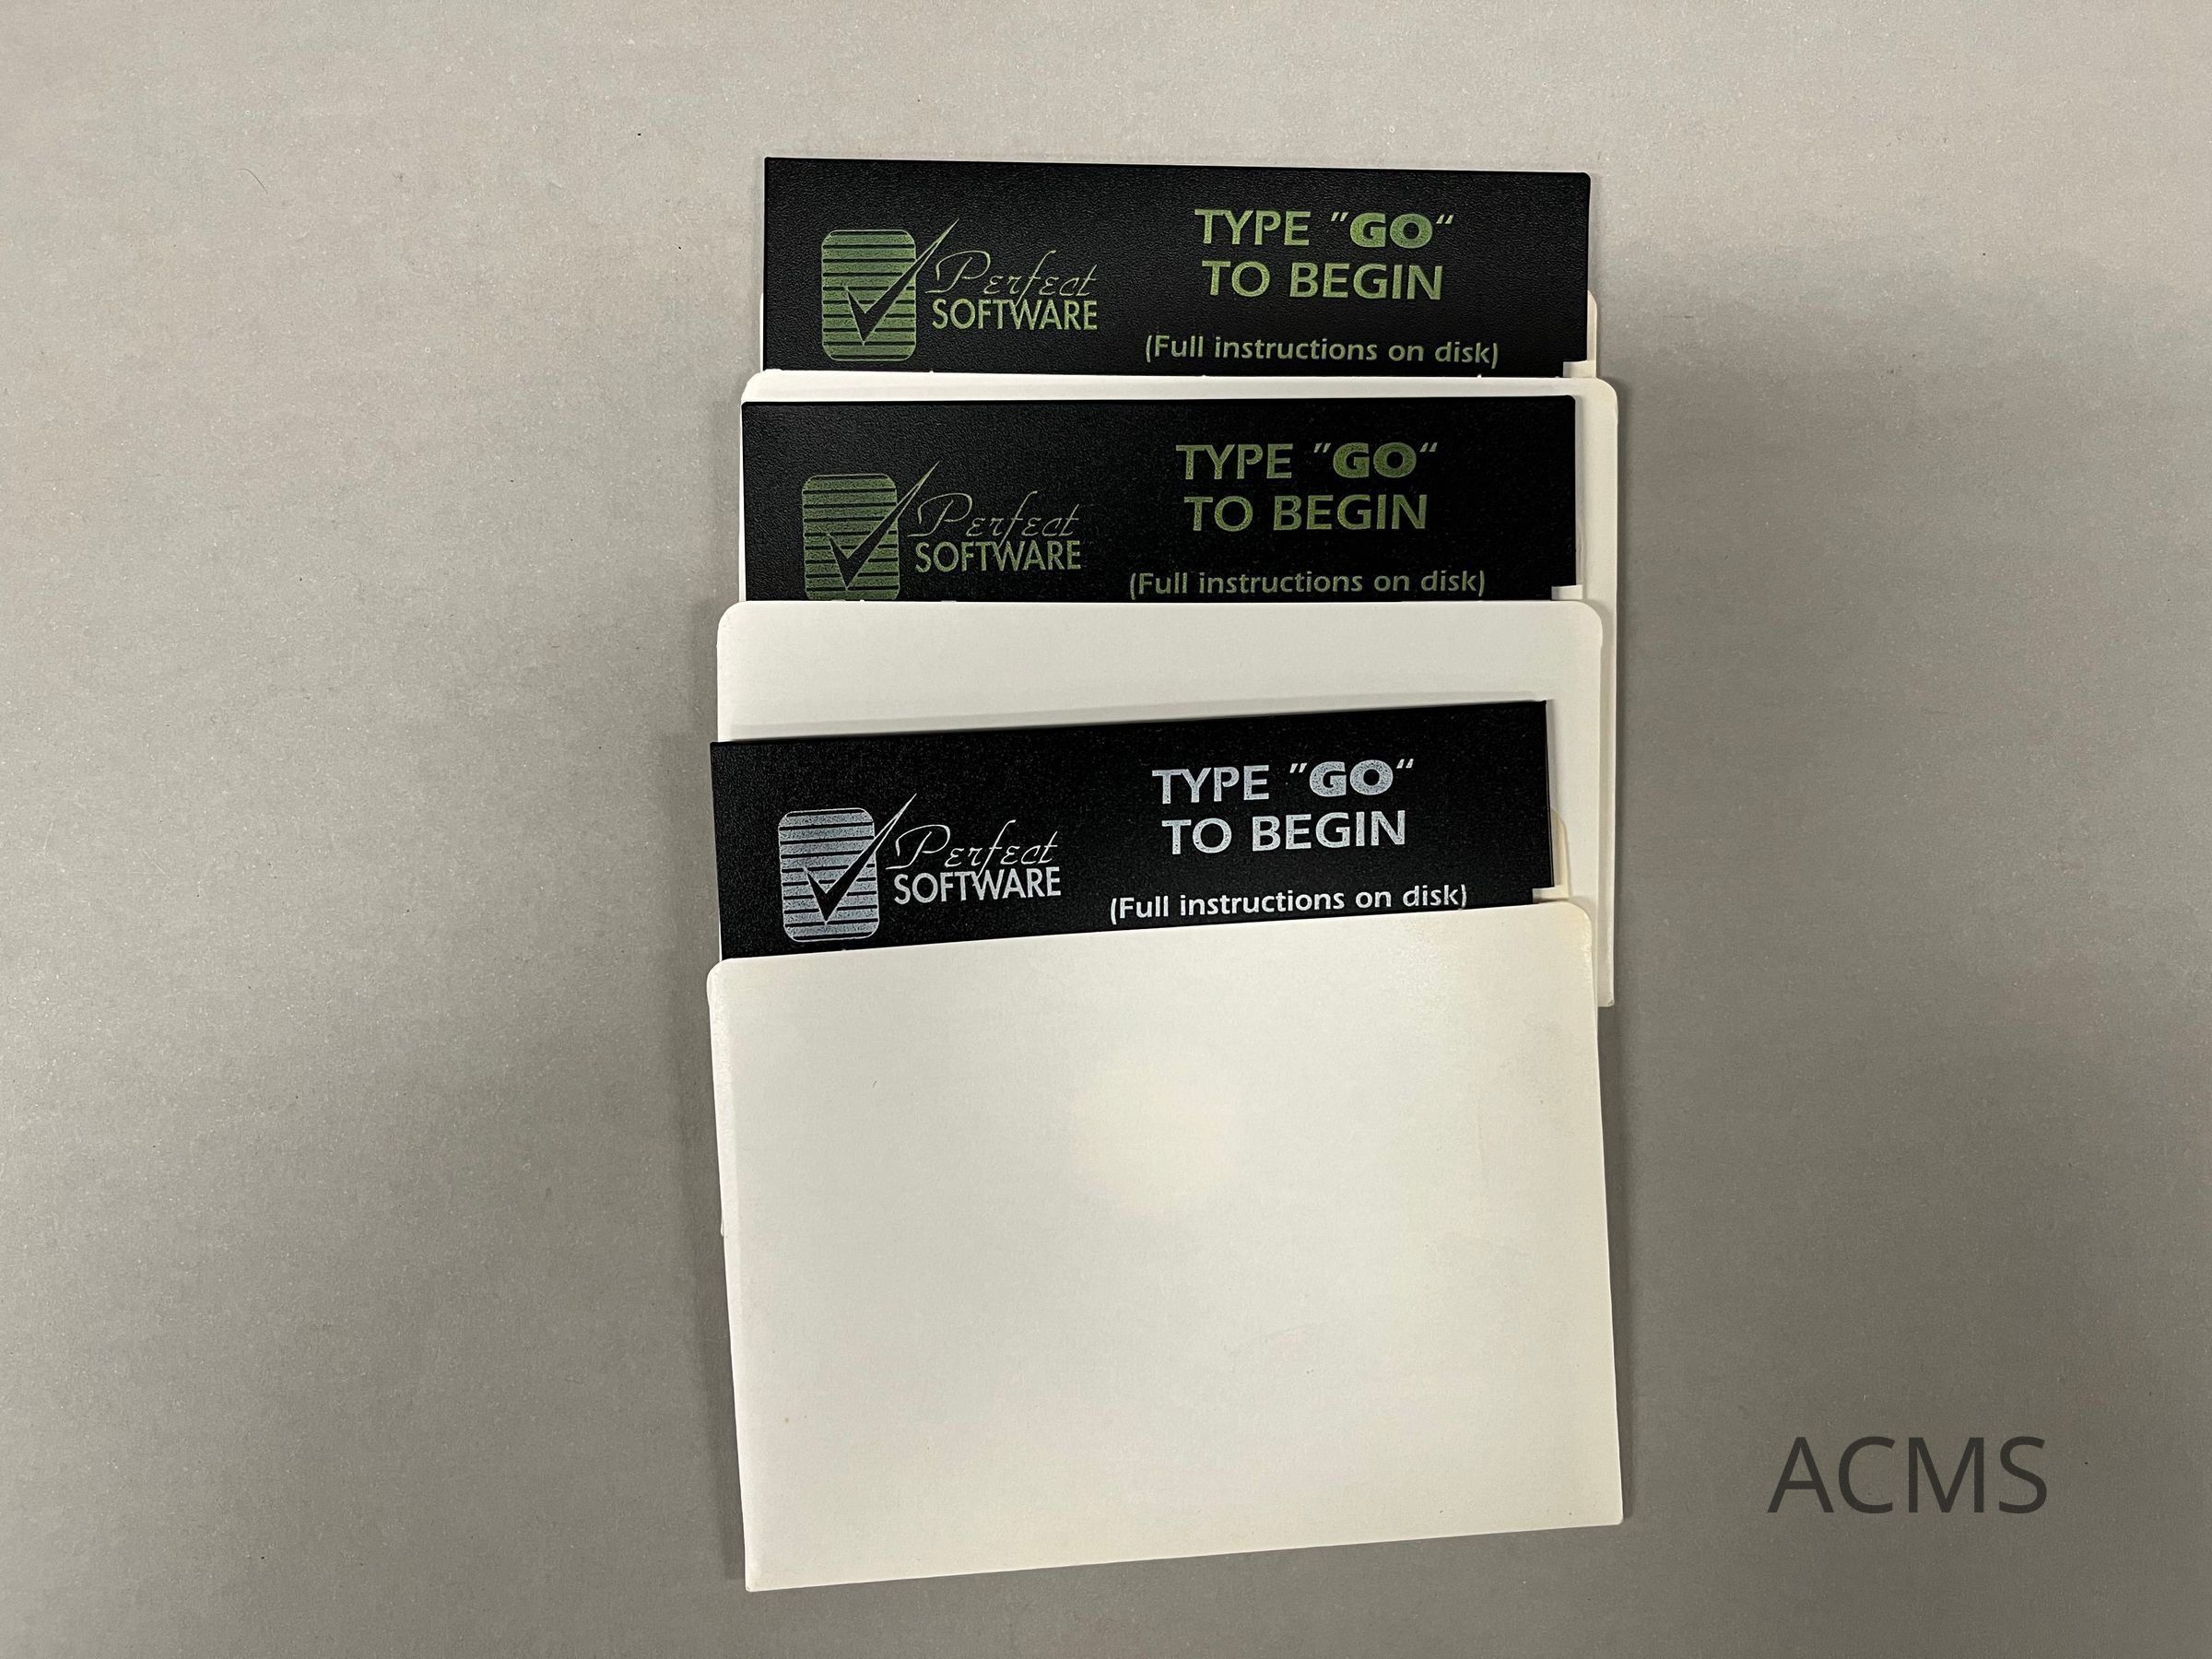 TYPE "GO"
TO BEGIN
Perfect
SOFTWARE
(Full instructions on disk)
TYPE "GO"
TO BEGIN
Perfect
SOFTWARE
(Full instructions on disk)
TYPE "GO"
TO BEGIN
Perfect
SOFTWARE
(Full instructions on disk)
ACMS